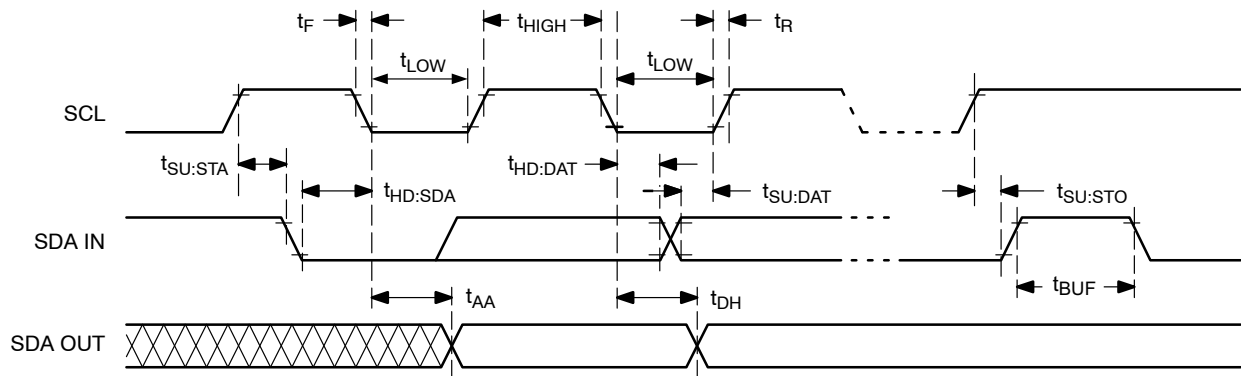 tF
tHIGH
tR
tLOW
tLOW
SCL
tSU:STA
tHD:DAT
tHD:SDA
tSU:DAT
tSU:STO
SDA IN
tBUF
tAA
tDH
SDA OUT